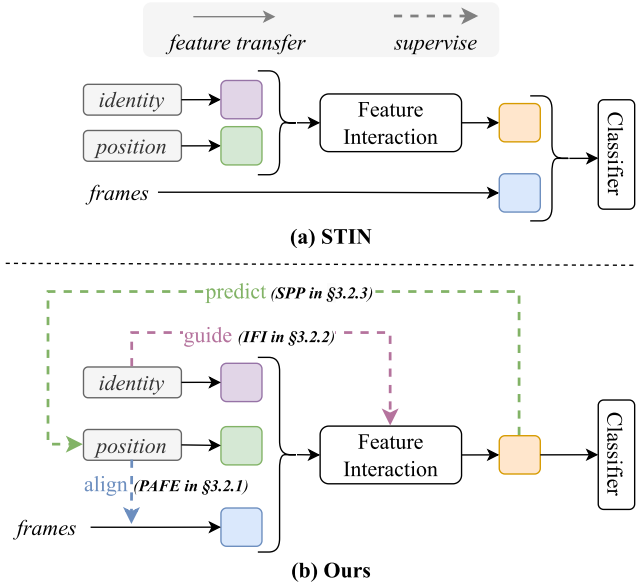 feature transfer
supervise
identity
position
frames
Feature
Interaction
Classifier
(a) STIN
predict (SPP in §3.2.3)
guide (IFI in §3.2.2)
identity
position
align (PAFE in §3.2.1)
frames
Feature
Interaction
Classifier
(b) Ours